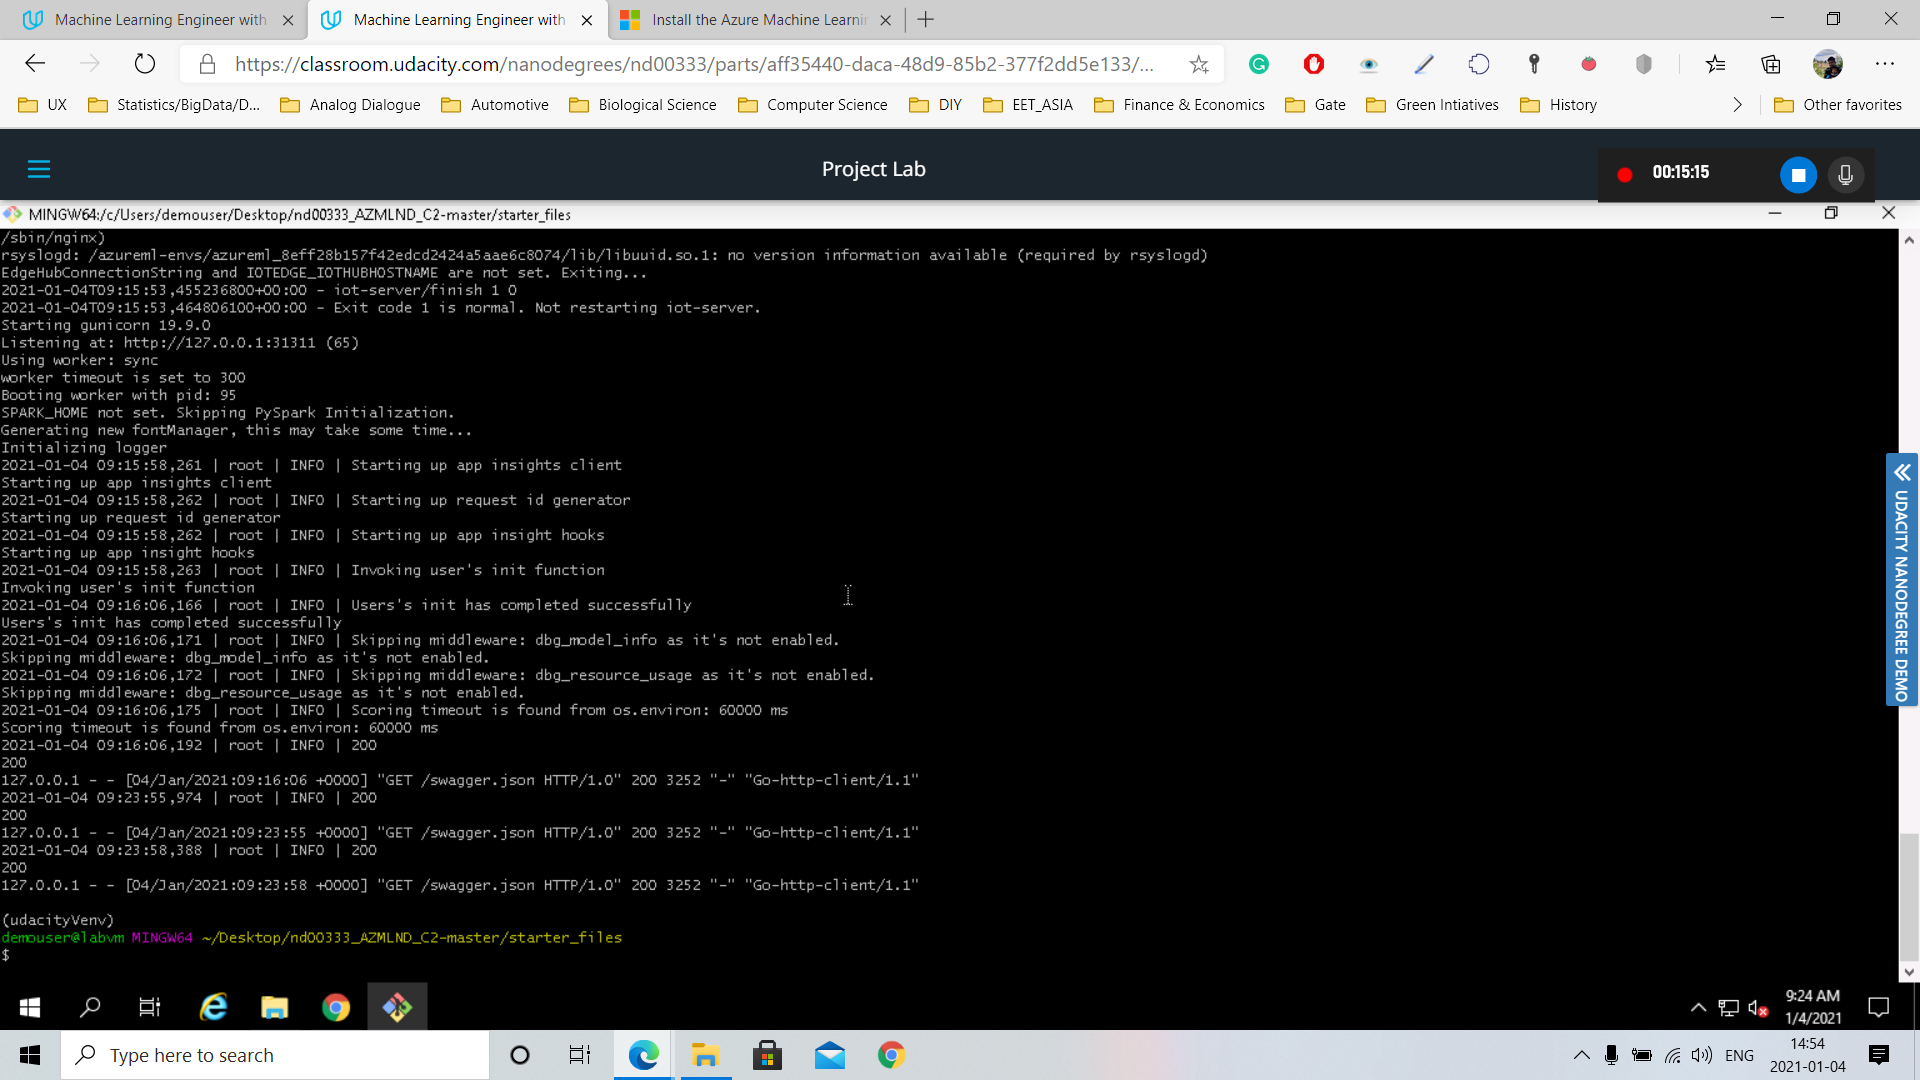 Machine Learning Engineer with
Machine Learning Engineer with
Install the Azure Machine Learnin
https://classroom.udacity.com/nanodegrees/nd00333/parts/aff35440-daca-48d9-85b2-377f2dd5e133/...
UX
Statistics/BigData/D...
Analog Dialogue
Automotive
Biological Science
Computer Science
DIY
EET_ASIA
Finance & Economics
Gate
Green Intiatives
History
Other favorites
Project Lab
00:15:15
MINGW64:/c/Users/demouser/Desktop/nd00333_AZMLND_C2-master/starter_files
/sbin/nginx)
rsyslogd: /azureml-envs/azureml_8eff28b157f42edcd2424a5aae6c8074/lib/libuuid.so.1: no version information available (required by rsyslogd)
EdgeHubConnectionString and IOTEDGE_IOTHUBHOSTNAME are not set. Exiting...
2021-01-04T09:15:53,455236800+00:00 - iot-server/finish 1 0
2021-01-04T09:15:53,464806100+00:00 - Exit code 1 is normal. Not restarting iot-server.
Starting gunicorn 19.9.0
Listening at: http://127.0.0.1:31311 (65)
Using worker: sync
worker timeout is set to 300
Booting worker with pid: 95
SPARK_HOME not set. Skipping PySpark Initialization.
Generating new fontManager, this may take some time...
Initializing logger
2021-01-04 09:15:58,261 | root | INFO | Starting up app insights client
Starting up app insights client
2021-01-04 09:15:58,262 | root | INFO | Starting up request id generator
Starting up request id generator
2021-01-04 09:15:58,262 | root | INFO | Starting up app insight hooks
Starting up app insight hooks
2021-01-04 09:15:58,263 | root | INFO | Invoking user's init function
Invoking user's init function
2021-01-04 09:16:06,166 | root | INFO | Users's init has completed successfully
Users's init has completed successfully
2021-01-04 09:16:06,171 | root | INFO | Skipping middleware: dbg_model_info as it's not enabled.
Skipping middleware: dbg_model_info as it's not enabled.
2021-01-04 09:16:06,172 | root | INFO | Skipping middleware: dbg_resource_usage as it's not enabled.
Skipping middleware: dbg_resource_usage as it's not enabled.
2021-01-04 09:16:06,175 | root | INFO | Scoring timeout is found from os.environ: 60000 ms
Scoring timeout is found from os.environ: 60000 ms
2021-01-04 09:16:06,192 | root | INFO | 200
200
127.0.0.1 - - [04/Jan/2021:09:16:06 +0000] "GET /swagger.json HTTP/1.0" 200 3252 "-" "Go-http-client/1.1"
2021-01-04 09:23:55,974 | root | INFO | 200
200
127.0.0.1 - - [04/Jan/2021:09:23:55 +0000] "GET /swagger.json HTTP/1.0" 200 3252 "-" "Go-http-client/1.1"
2021-01-04 09:23:58,388 | root | INFO | 200
200
127.0.0.1 - - [04/Jan/2021:09:23:58 +0000] "GET /swagger.json HTTP/1.0" 200 3252 "-" "Go-http-client/1.1"
(udacityVenv)
demouser@labvm MINGW64 ~/Desktop/nd00333_AZMLND_C2-master/starter_files
$
UDACITY NANODEGREE DEMO
9:24 AM
1/4/2021
Type here to search
ENG
14:54
2021-01-04